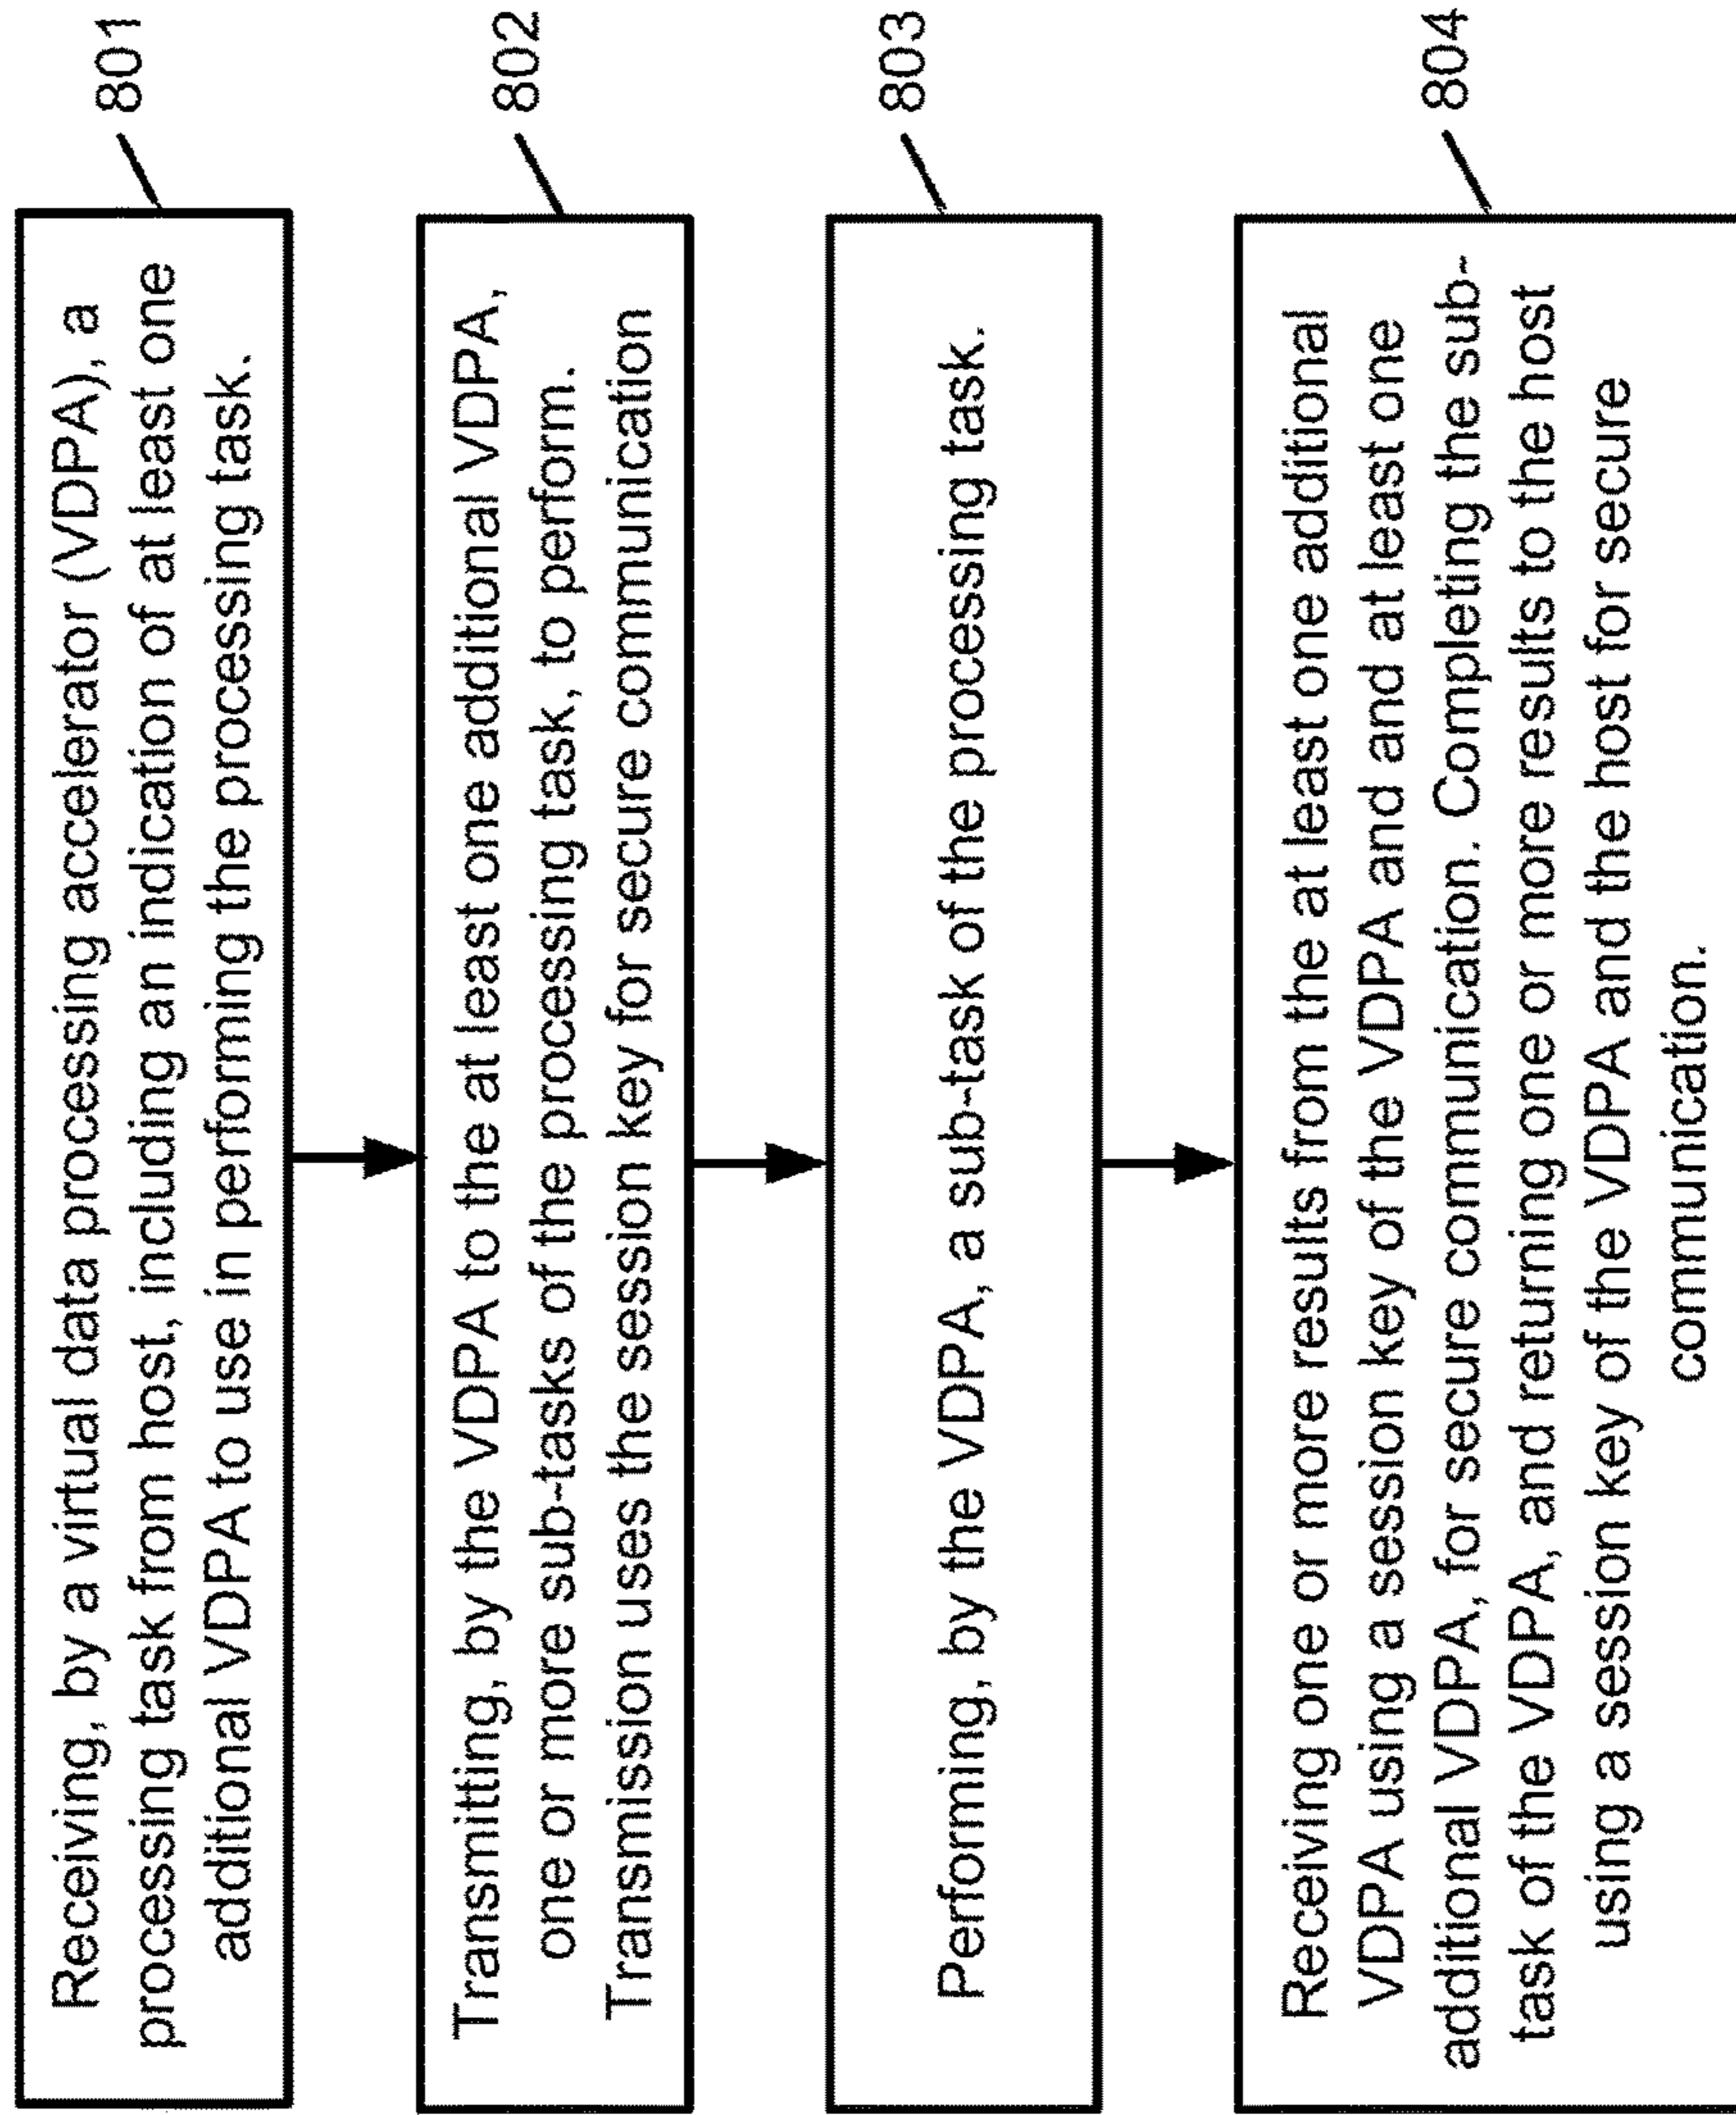 Receiving, by a virtual data processing accelerator (VDPA), a
processing task from host, including an indication of at least one
additional VDPA to use in performing the processing task.
801
Transmitting, by the VDPA to the at least one additional VDPA,
one or more sub-tasks of the processing task, to perform.
Transmission uses the session key for secure communication
802
Performing, by the VDPA, a sub-task of the processing task.
803
Receiving one or more results from the at least one additional
VDPA using a session key of the VDPA and and at least one
additional VDPA, for secure communication. Completing the sub-
task of the VDPA, and returning one or more results to the host
using a session key of the VDPA and the host for secure
communication.
804